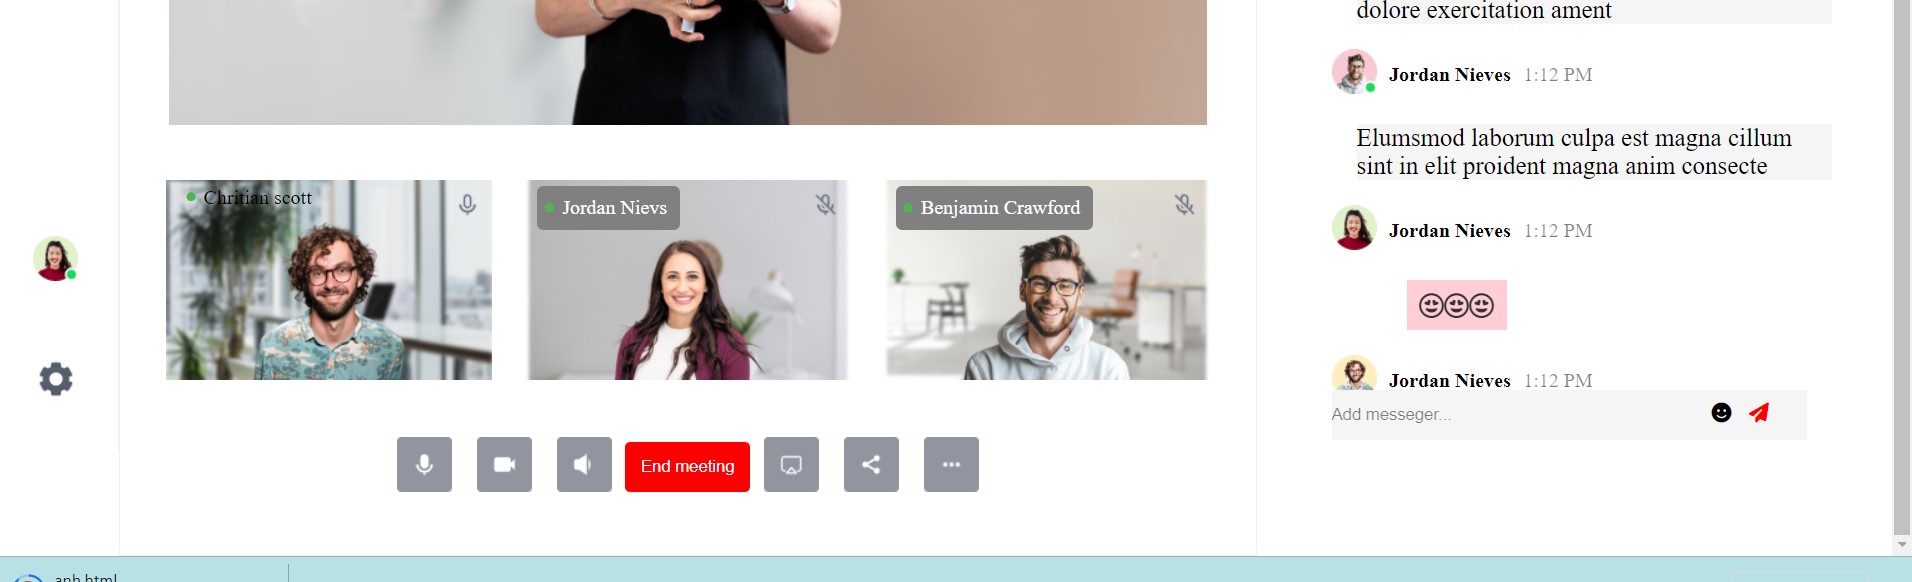 dolore exercitation ament
Jordan Nieves 1:12 PM
Elumsmod laborum culpa est magna cillum
sint in elit proident magna anim consecte
Jordan Nieves 1:12 PM
Jordan Nieves 1:12 PM
Add messeger...
Chritian scott
Jordan Nievs
Benjamin Crawford
End meeting
anh.html